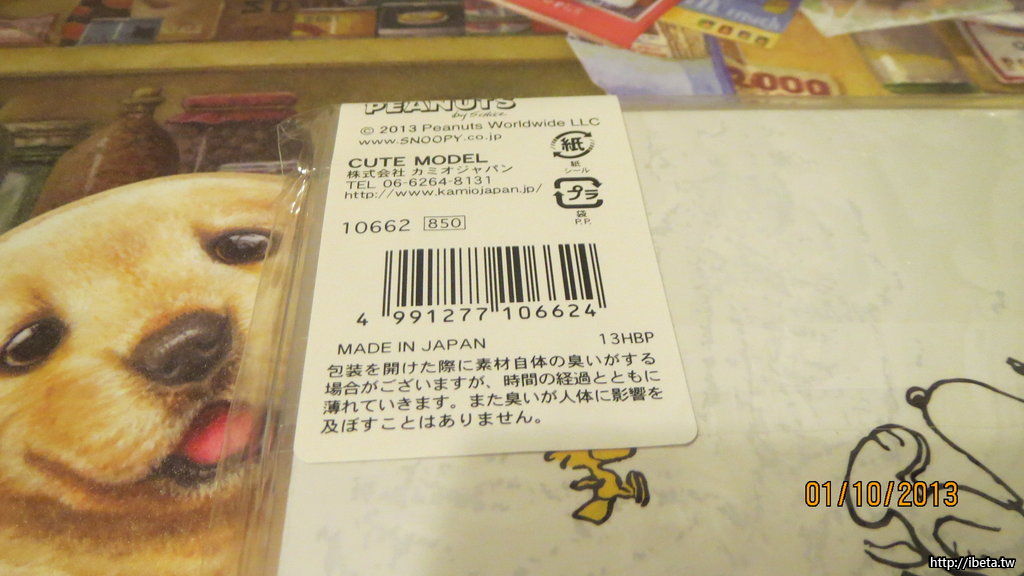 2000
PEANUTS
by Schulz
© 2013 Peanuts Worldwide LLC
www.SNOOPY.co.jp
紙
紙
シール
CUTE MODEL
株式会社 カミオジャパン
TEL 06-6264-8131
http://www.kamiojapan.jp/
プラ
袋
P.P.
10662 850
4 991277 106624
MADE IN JAPAN 13HBP
包装を開けた際に素材自体の臭いがする
場合がございますが、時間の経過とともに
薄れていきます。また臭いが人体に影響を
及ぼすことはありません。
01/10/2013
http://ibeta.tw